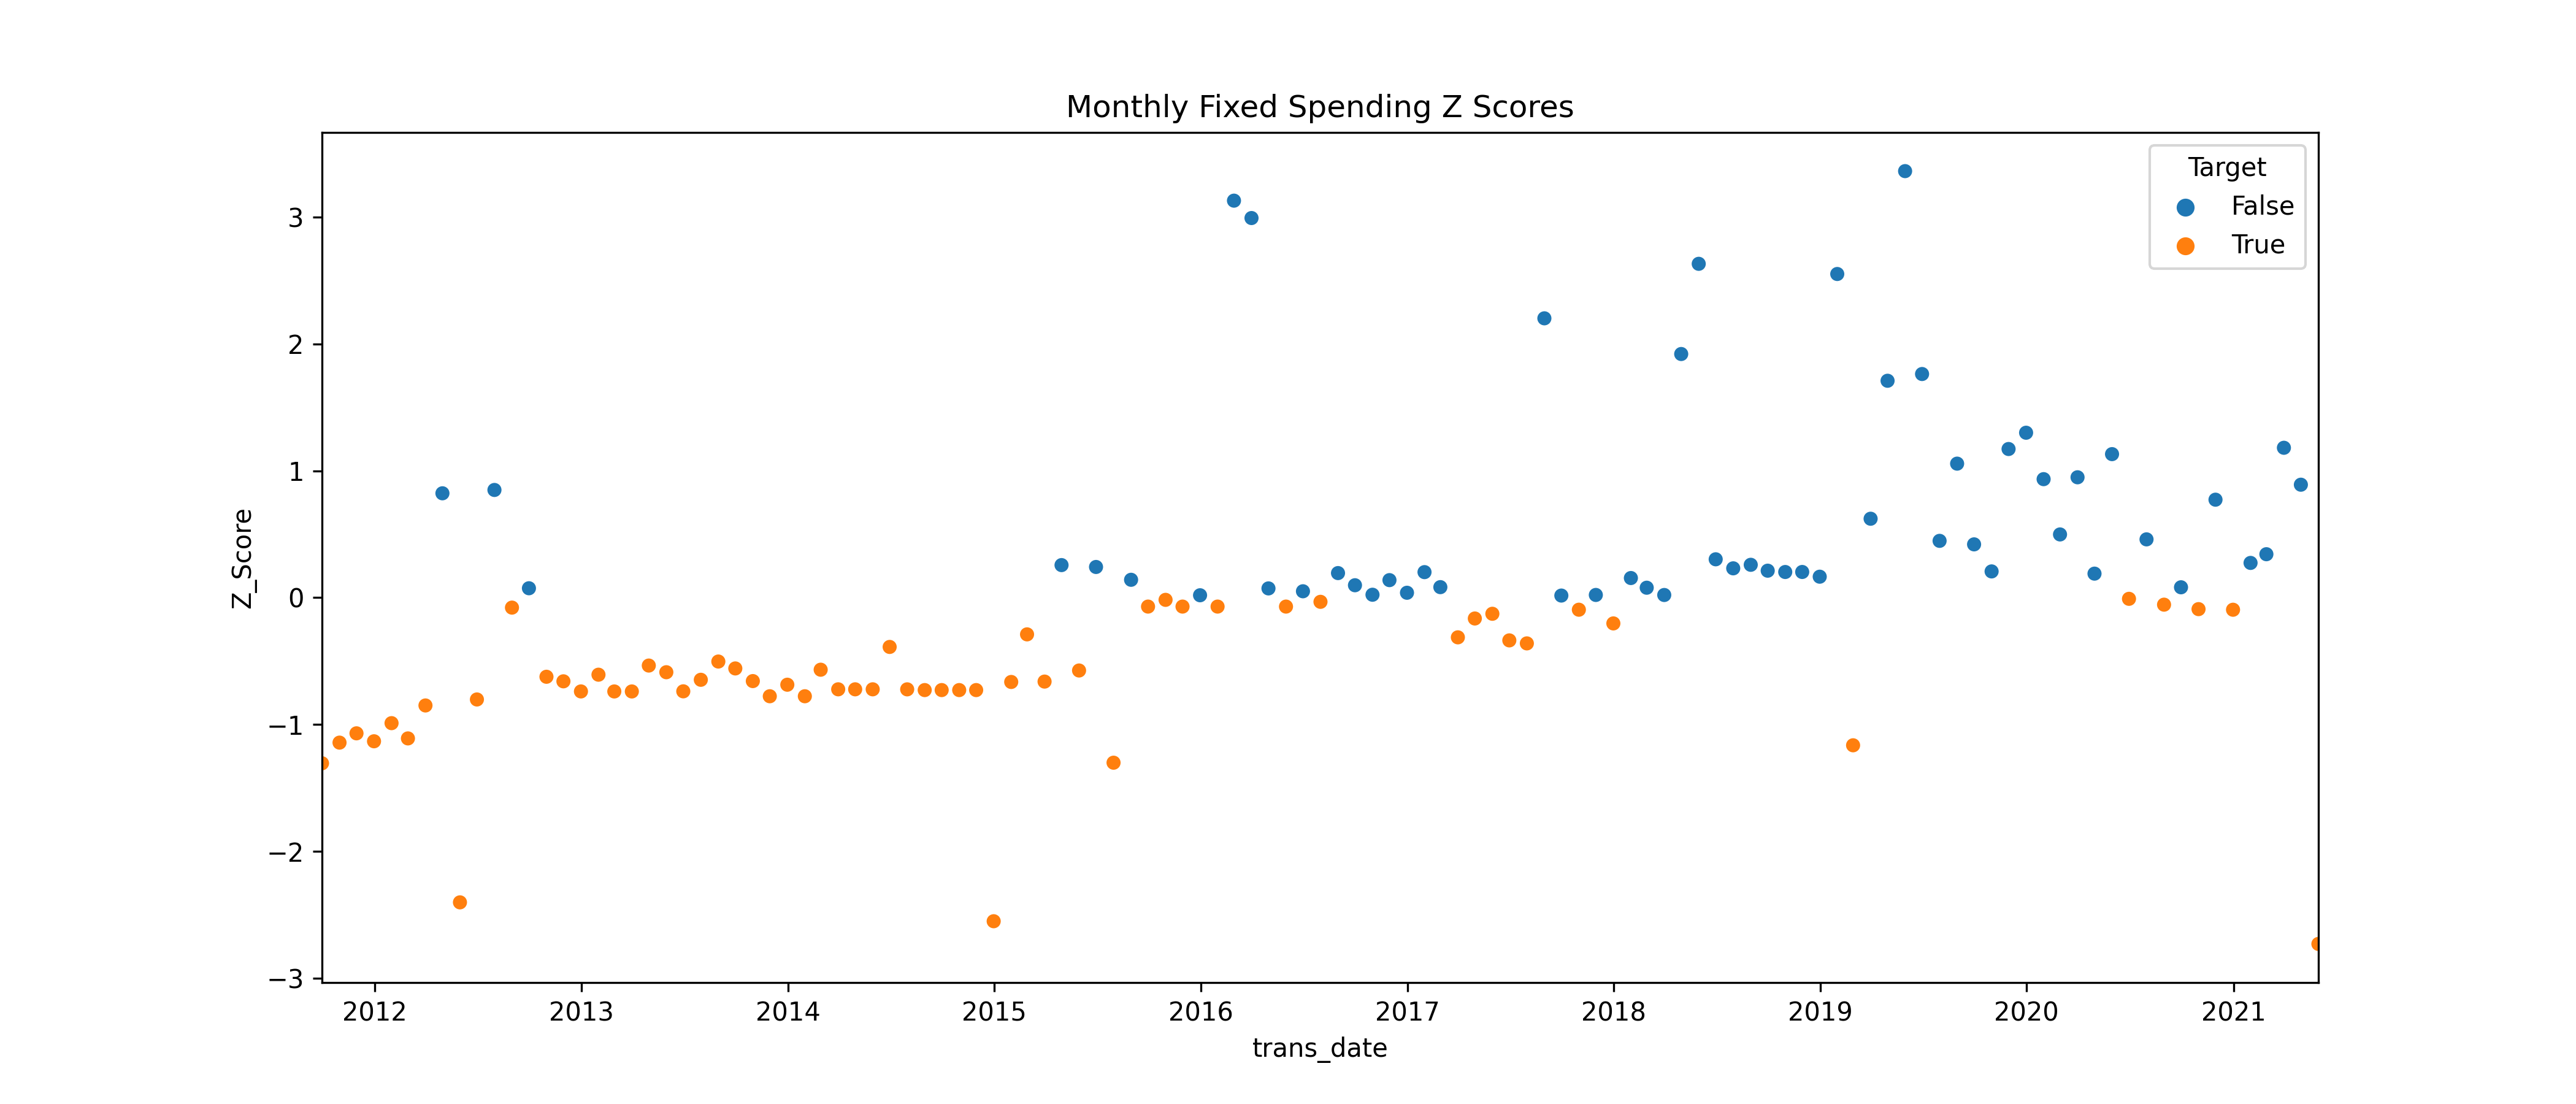 Monthly Fixed Spending Z Scores
Target
False
True
Z_Score
3
2
1
0
−1
−2
−3
2012 2013 2014 2015 2016 2017 2018 2019 2020 2021
trans_date